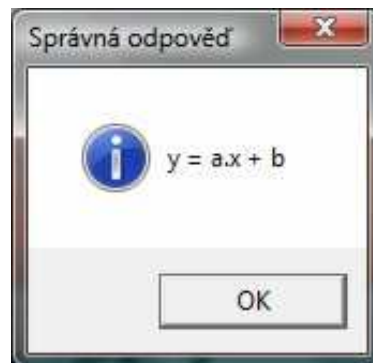 Správná odpověď
y = a.x + b
OK